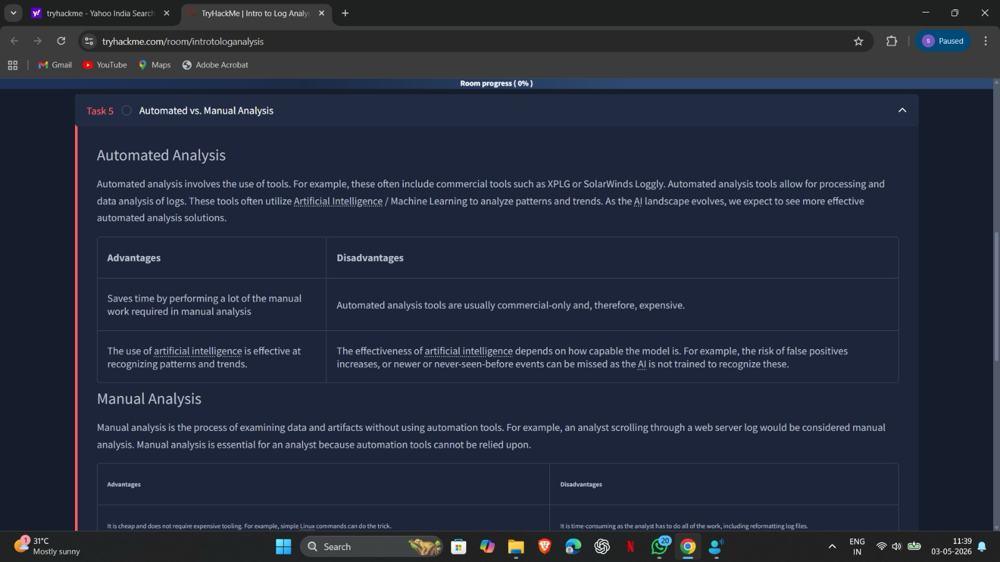 tryhackme - Yahoo India Search
TryHackMe | Intro to Log Analys
tryhackme.com/room/introtologanalysis
S Paused
Gmail YouTube Maps Adobe Acrobat
Room progress ( 0% )
Task 5 Automated vs. Manual Analysis
Automated Analysis
Automated analysis involves the use of tools. For example, these often include commercial tools such as XPLG or SolarWinds Loggly. Automated analysis tools allow for processing and
data analysis of logs. These tools often utilize Artificial Intelligence / Machine Learning to analyze patterns and trends. As the AI landscape evolves, we expect to see more effective
automated analysis solutions.
Advantages
Disadvantages
Saves time by performing a lot of the manual
work required in manual analysis
Automated analysis tools are usually commercial-only and, therefore, expensive.
The use of artificial intelligence is effective at
recognizing patterns and trends.
The effectiveness of artificial intelligence depends on how capable the model is. For example, the risk of false positives
increases, or newer or never-seen-before events can be missed as the AI is not trained to recognize these.
Manual Analysis
Manual analysis is the process of examining data and artifacts without using automation tools. For example, an analyst scrolling through a web server log would be considered manual
analysis. Manual analysis is essential for an analyst because automation tools cannot be relied upon.
Advantages
Disadvantages
It is cheap and does not require expensive tooling. For example, simple Linux commands can do the trick.
It is time-consuming as the analyst has to do all of the work, including reformatting log files.
1
31°C
Mostly sunny
Search
20
ENG
IN
11:39
03-05-2026